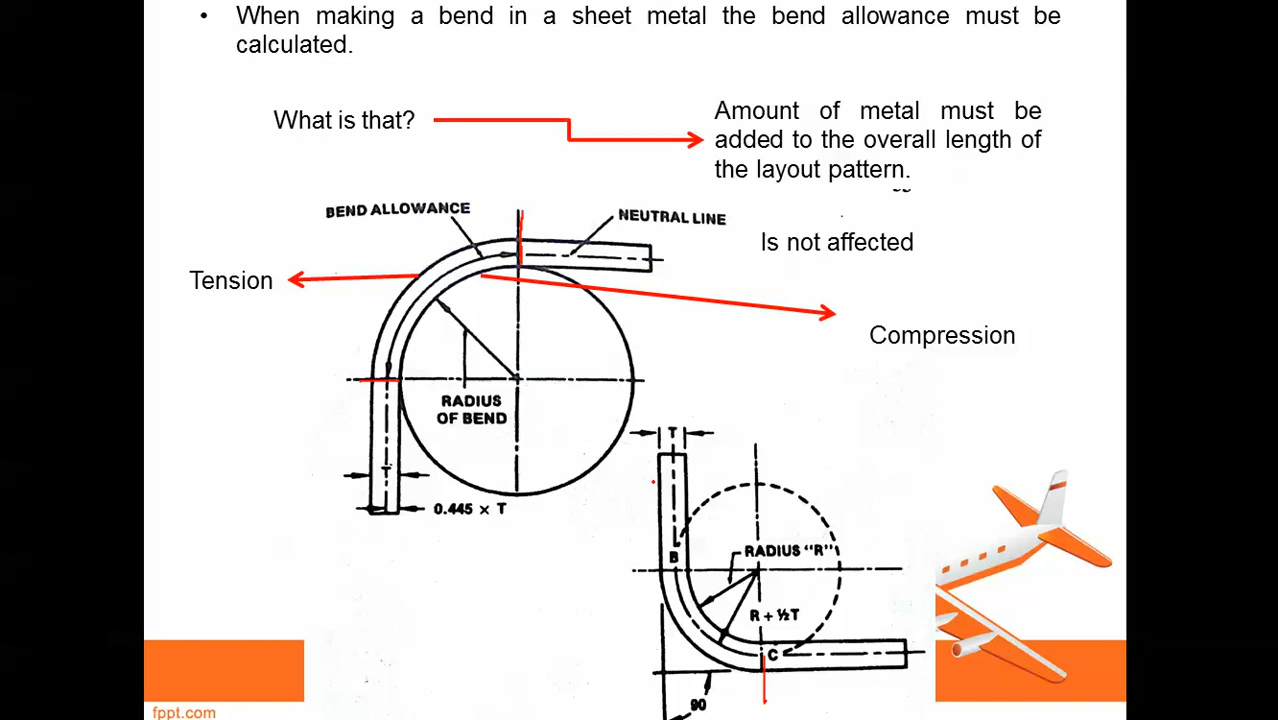 • When making a bend in a sheet metal the bend allowance must be
calculated.
What is that?
Amount of metal must be
added to the overall length of
the layout pattern.
BEND ALLOWANCE
NEUTRAL LINE
Is not affected
Tension
Compression
RADIUS
OF BEND
T
0.445 × T
T
B
RADIUS "R"
R + ½T
C
90
fppt.com